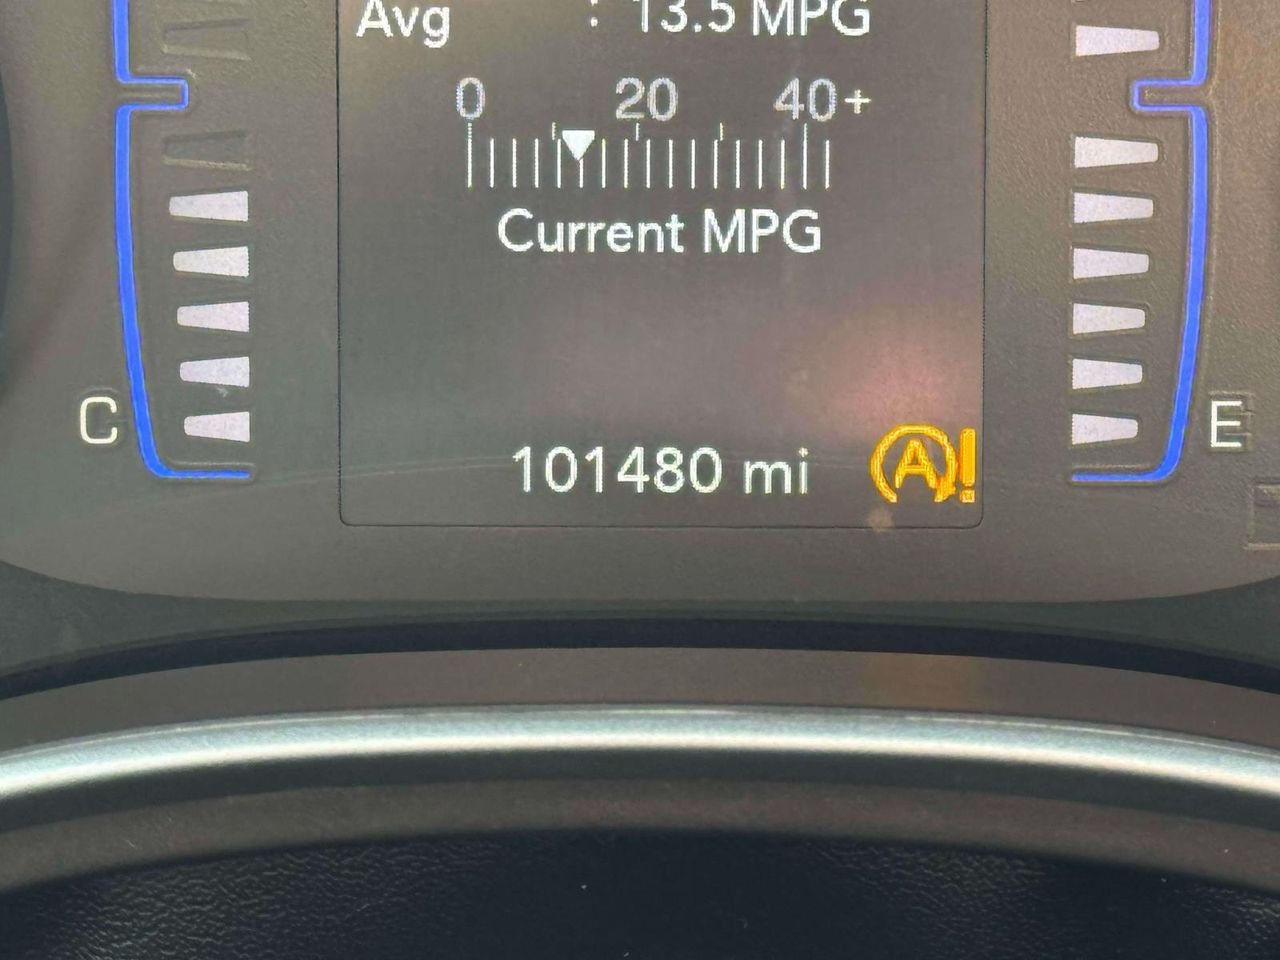 Avg : 13.5 MPG
0 20 40+
Current MPG
C E
101480 mi A!